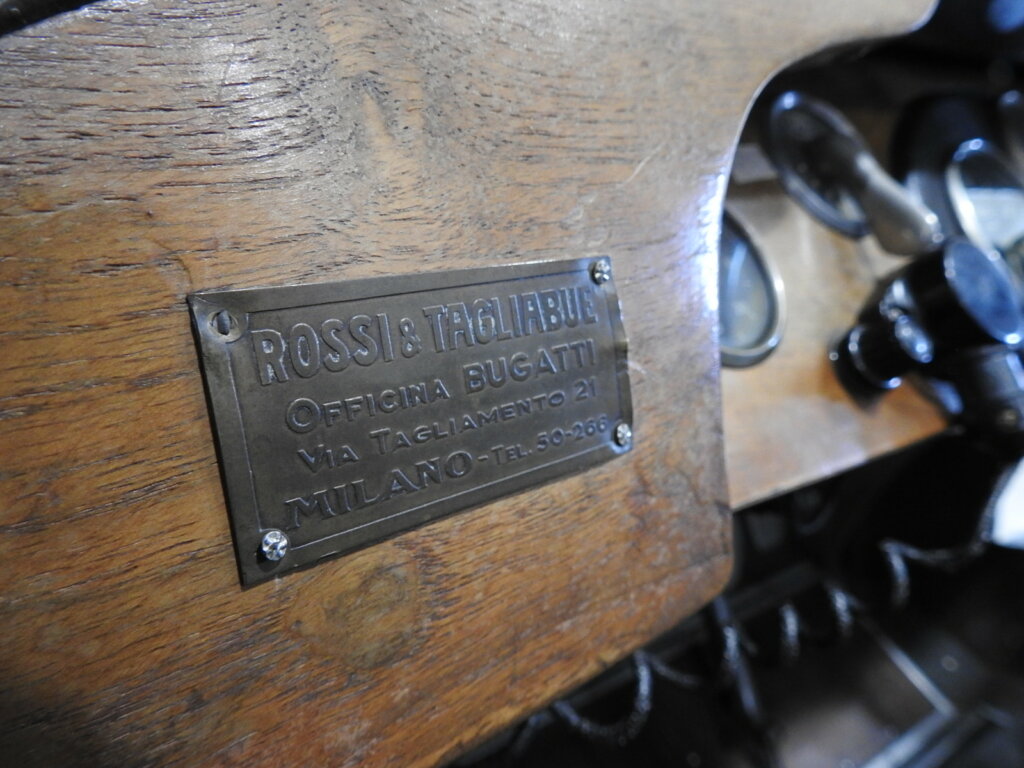 ROSSI & TAGLIABUE
OFFICINA BUGATTI
VIA TAGLIAMENTO 21
MILANO - TEL. 50-266